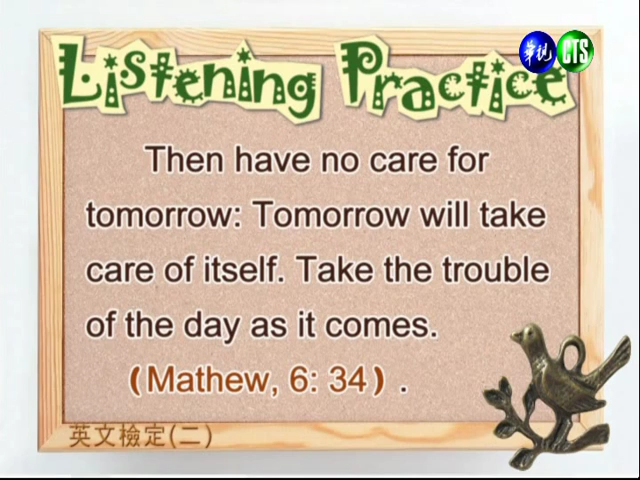 華視 CTS
Listening Practice
Then have no care for
tomorrow: Tomorrow will take
care of itself. Take the trouble
of the day as it comes.
(Mathew, 6: 34) .
英文檢定(二)